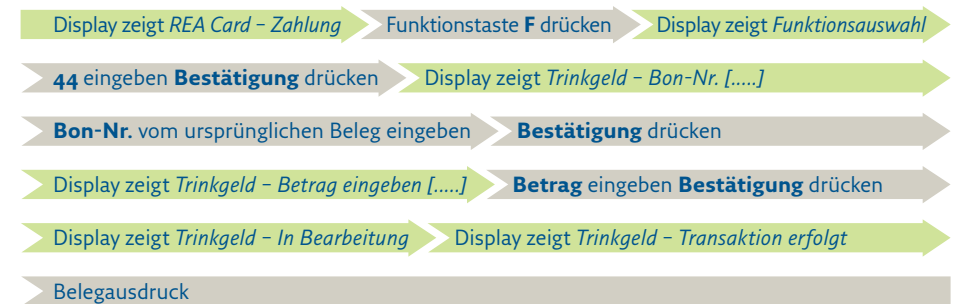 Display zeigt REA Card – Zahlung Funktionstaste F drücken Display zeigt Funktionsauswahl
44 eingeben Bestätigung drücken Display zeigt Trinkgeld – Bon-Nr. [.....]
Bon-Nr. vom ursprünglichen Beleg eingeben Bestätigung drücken
Display zeigt Trinkgeld – Betrag eingeben [.....] Betrag eingeben Bestätigung drücken
Display zeigt Trinkgeld – In Bearbeitung Display zeigt Trinkgeld – Transaktion erfolgt
Belegausdruck